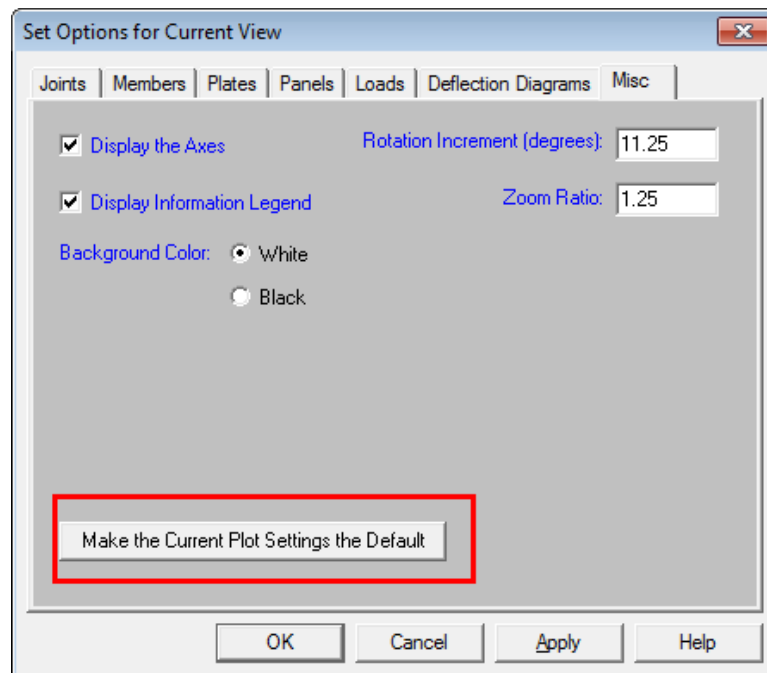 Set Options for Current View
Joints Members Plates Panels Loads Deflection Diagrams Misc
Display the Axes Rotation Increment (degrees): 11.25
Display Information Legend Zoom Ratio: 1.25
Background Color: White
Black
Make the Current Plot Settings the Default
OK Cancel Apply Help